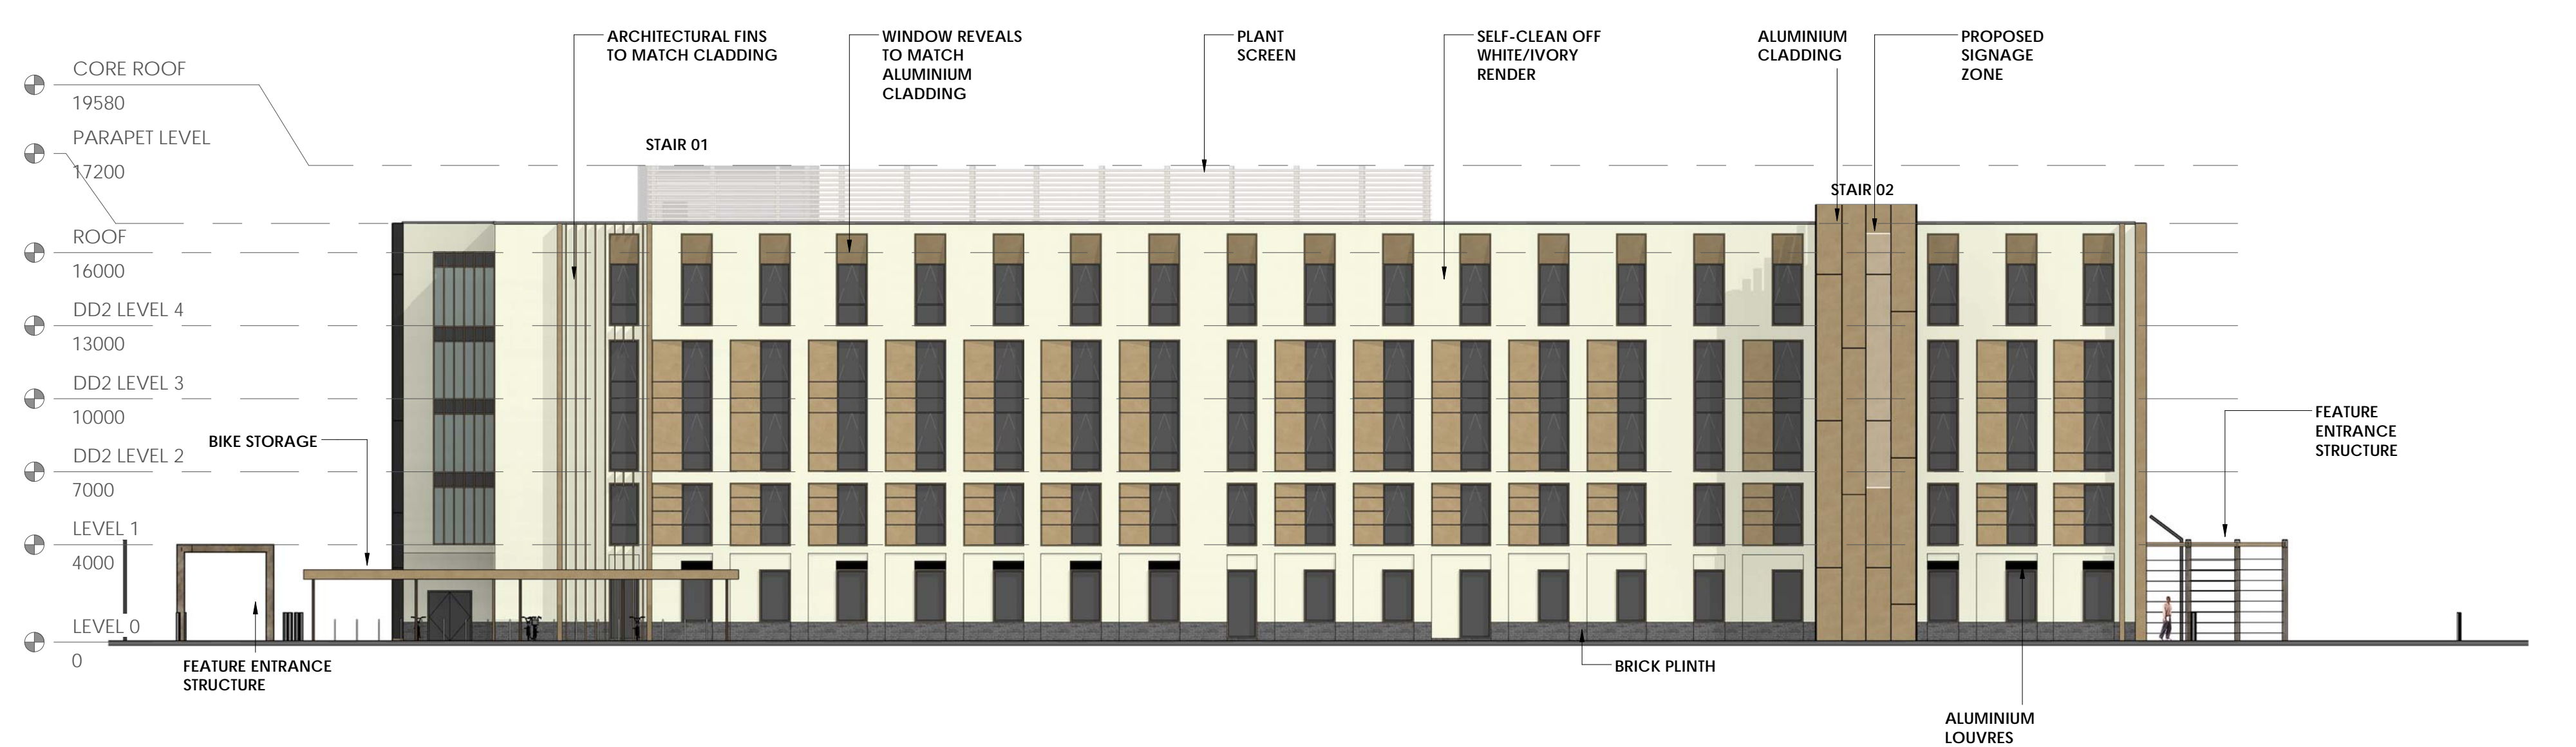 CORE ROOF
19580
PARAPET LEVEL
17200
ROOF
16000
DD2 LEVEL 4
13000
DD2 LEVEL 3
10000
DD2 LEVEL 2
7000
LEVEL 1
4000
LEVEL 0
0
ARCHITECTURAL FINS
TO MATCH CLADDING
WINDOW REVEALS
TO MATCH
ALUMINIUM
CLADDING
PLANT
SCREEN
SELF-CLEAN OFF
WHITE/IVORY
RENDER
ALUMINIUM
CLADDING
PROPOSED
SIGNAGE
ZONE
STAIR 01
STAIR 02
BIKE STORAGE
FEATURE
ENTRANCE
STRUCTURE
FEATURE ENTRANCE
STRUCTURE
BRICK PLINTH
ALUMINIUM
LOUVRES